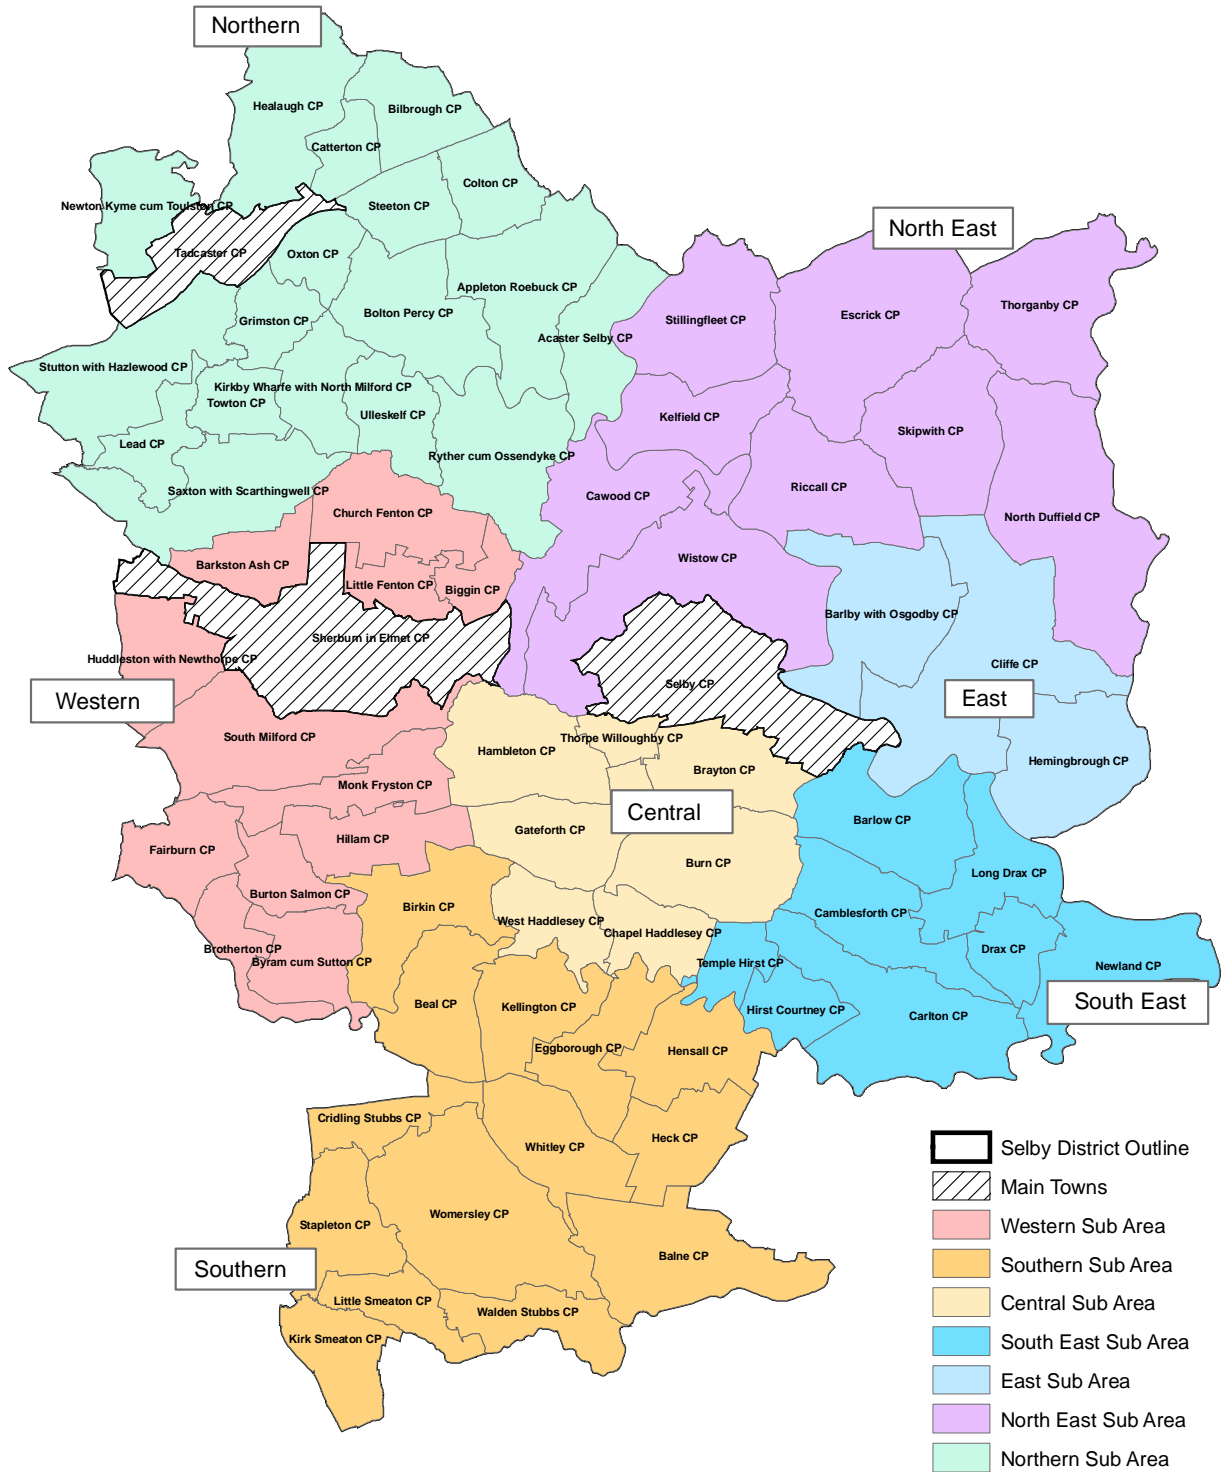 Northern
Healaugh CP
Bilbrough CP
Catterton CP
Colton CP
Newton Kyme cum Toulston CP
Steeton CP
North East
Tadcaster CP
Oxton CP
Appleton Roebuck CP
Thorganby CP
Bolton Percy CP
Escrick CP
Grimston CP
Stillingfleet CP
Acaster Selby CP
Stutton with Hazlewood CP
Kirkby Wharfe with North Milford CP
Towton CP
Ulleskelf CP
Kelfield CP
Skipwith CP
Lead CP
Ryther cum Ossendyke CP
Saxton with Scarthingwell CP
Cawood CP
Riccall CP
Church Fenton CP
North Duffield CP
Barkston Ash CP
Wistow CP
Little Fenton CP
Biggin CP
Barlby with Osgodby CP
Sherburn in Elmet CP
Huddleston with Newthorpe CP
Cliffe CP
Selby CP
Western
East
South Milford CP
Thorpe Willoughby CP
Hambleton CP
Hemingbrough CP
Brayton CP
Monk Fryston CP
Central
Barlow CP
Gateforth CP
Hillam CP
Fairburn CP
Burn CP
Long Drax CP
Burton Salmon CP
Birkin CP
Camblesforth CP
West Haddlesey CP
Chapel Haddlesey CP
Brotherton CP
Drax CP
Byram cum Sutton CP
Temple Hirst CP
Newland CP
Beal CP
Kellington CP
South East
Hirst Courtney CP
Carlton CP
Eggborough CP
Hensall CP
Cridling Stubbs CP
Whitley CP
Heck CP
Selby District Outline
Main Towns
Womersley CP
Stapleton CP
Western Sub Area
Balne CP
Southern
Southern Sub Area
Little Smeaton CP
Walden Stubbs CP
Central Sub Area
Kirk Smeaton CP
South East Sub Area
East Sub Area
North East Sub Area
Northern Sub Area